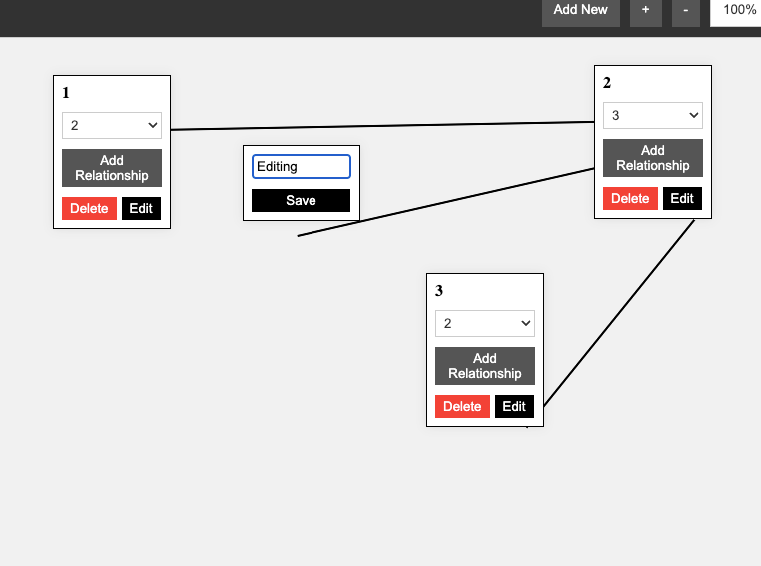 Add New + - 100%
1
2
Add
Relationship
Delete Edit
Editing
Save
2
3
Add
Relationship
Delete Edit
3
2
Add
Relationship
Delete Edit